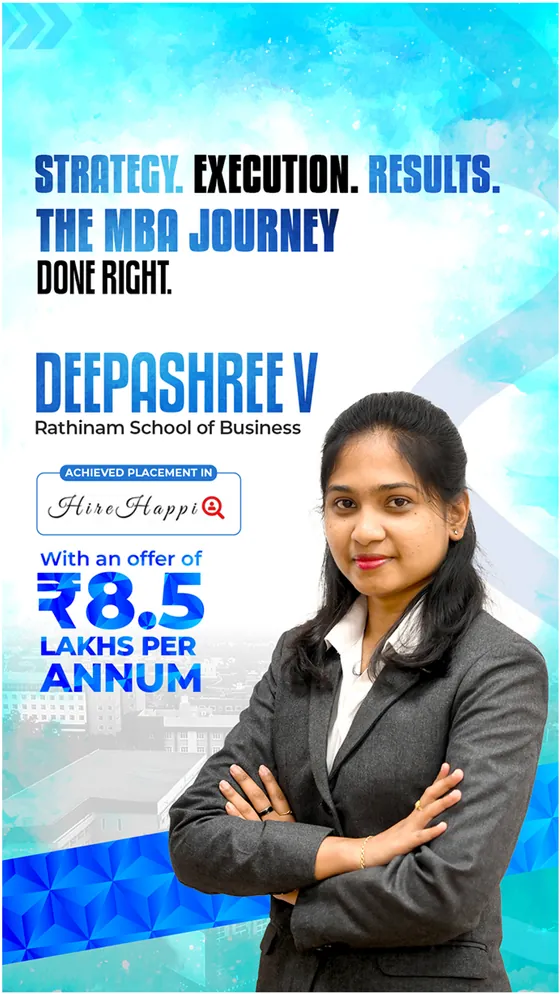 STRATEGY. EXECUTION. RESULTS.
THE MBA JOURNEY
DONE RIGHT.
DEEPASHREE V
Rathinam School of Business
ACHIEVED PLACEMENT IN
HireHappi
With an offer of
₹8.5
LAKHS PER
ANNUM